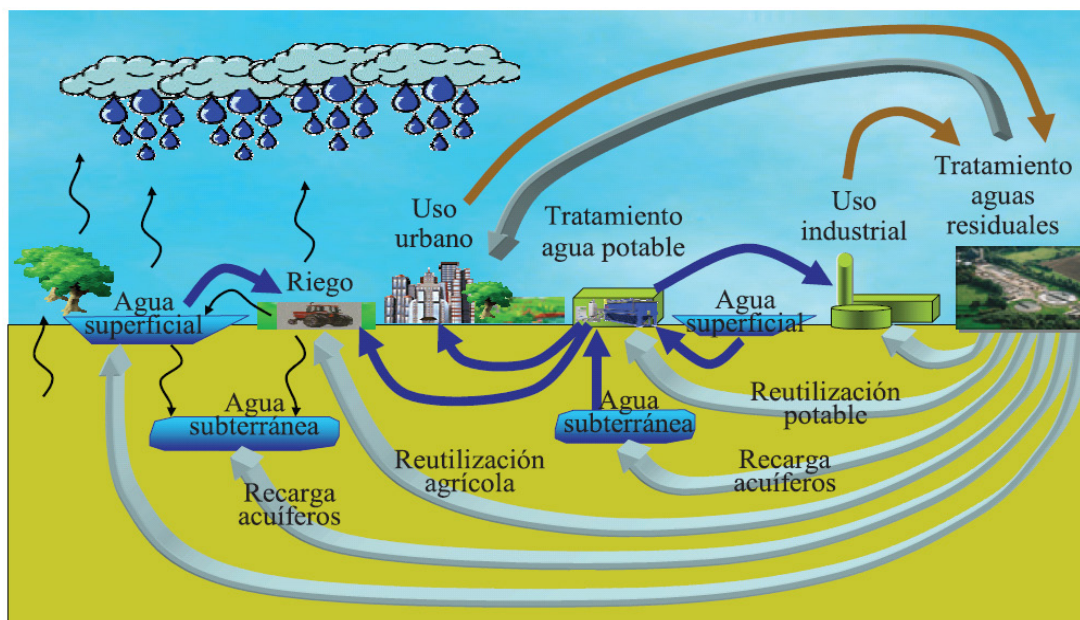 Uso
urbano
Tratamiento
agua potable
Uso
industrial
Tratamiento
aguas
residuales
Riego
Agua
superficial
Agua
superficial
Agua
subterránea
Agua
subterránea
Reutilización
potable
Reutilización
agrícola
Recarga
acuíferos
Recarga
acuíferos